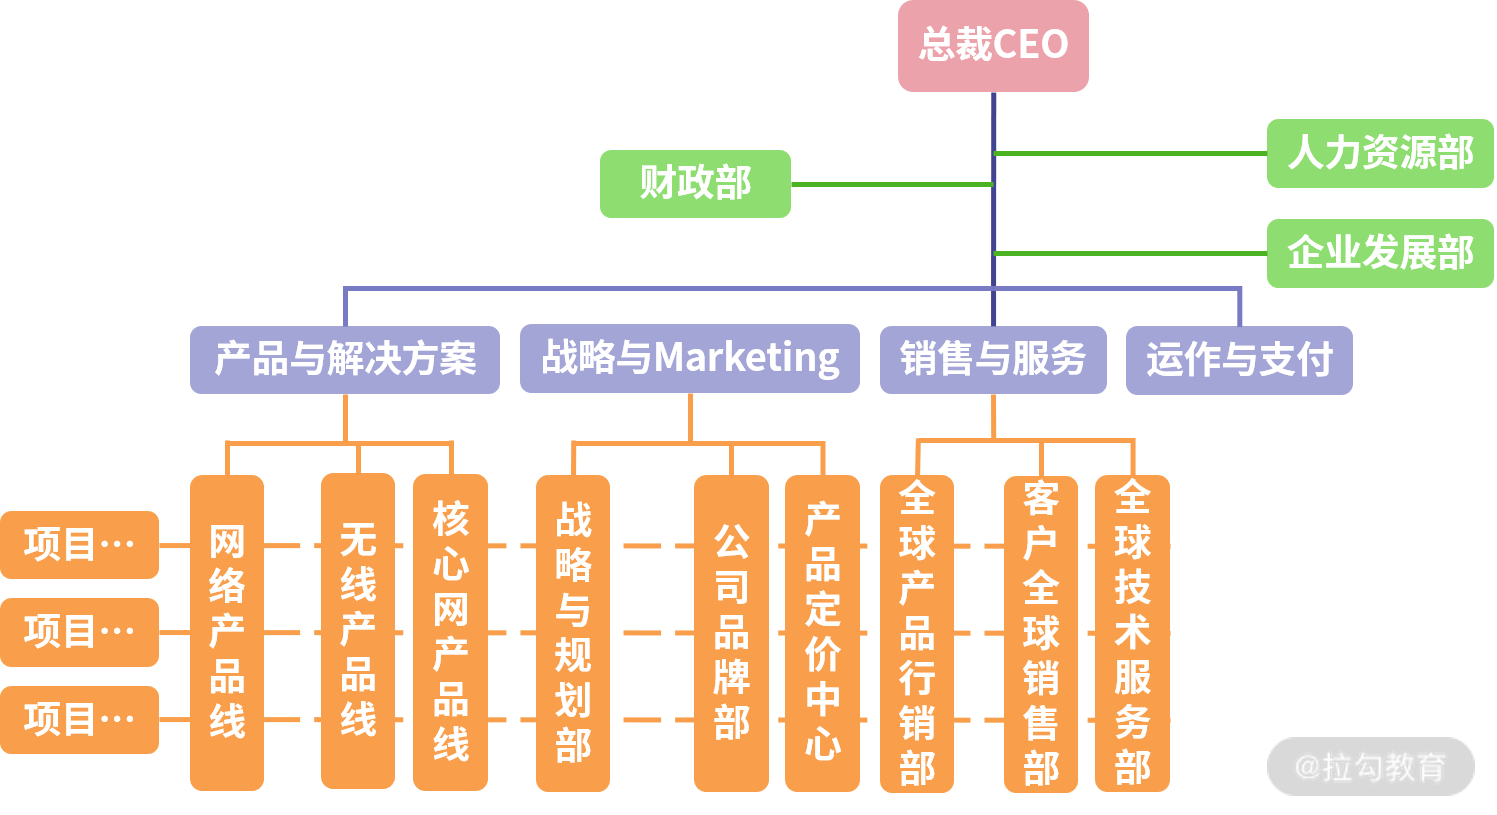 总裁CEO
人力资源部
财政部
企业发展部
产品与解决方案
战略与Marketing
销售与服务
运作与支付
网络产品线
无线产品线
核心网产品线
战略与规划部
公司品牌部
产品定价中心
全球产品行销部
客户全球销售部
全球技术服务部
项目…
项目…
项目…
@拉勾教育